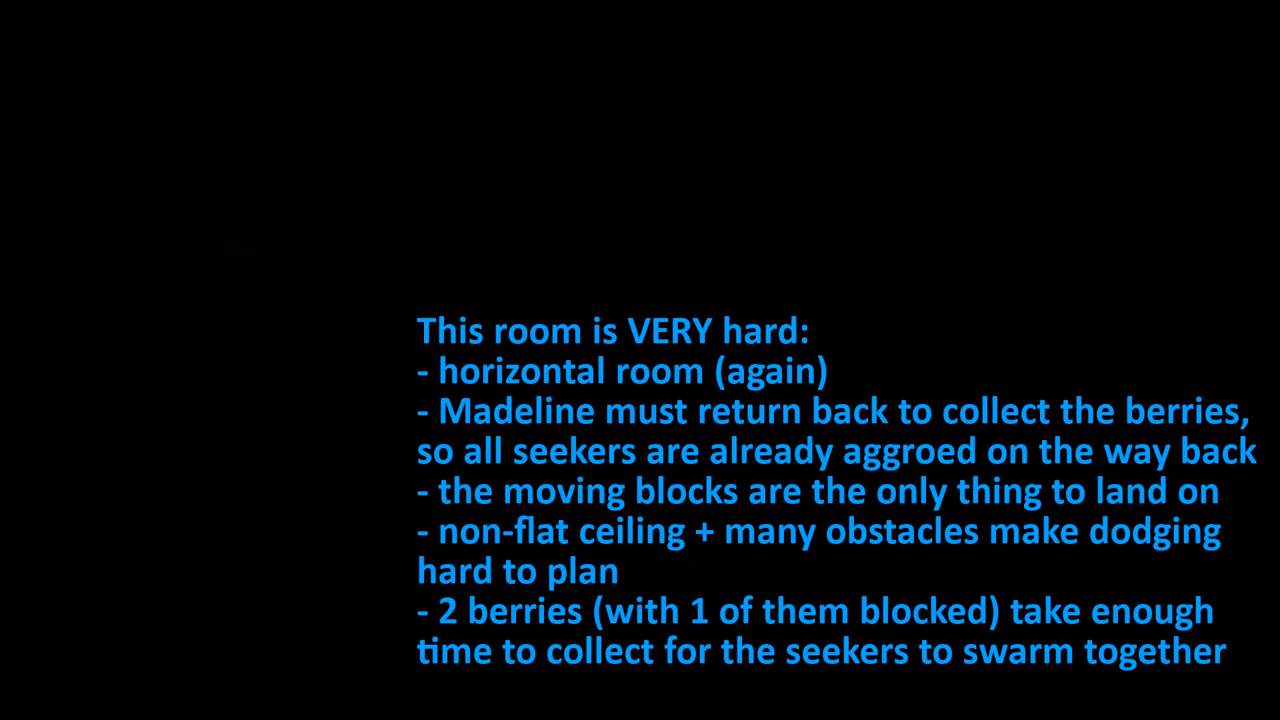 This room is VERY hard:
- horizontal room (again)
- Madeline must return back to collect the berries,
so all seekers are already aggroed on the way back
- the moving blocks are the only thing to land on
- non-flat ceiling + many obstacles make dodging
hard to plan
- 2 berries (with 1 of them blocked) take enough
time to collect for the seekers to swarm together